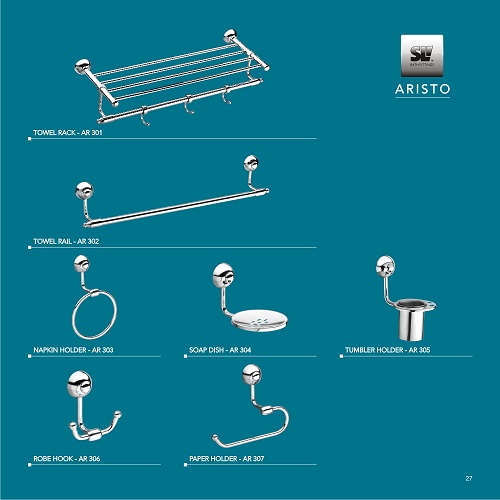 SLI
ARISTO
TOWEL RACK - AR 301
TOWEL RAIL - AR 302
NAPKIN HOLDER - AR 303
SOAP DISH - AR 304
TUMBLER HOLDER - AR 305
ROBE HOOK - AR 306
PAPER HOLDER - AR 307
27